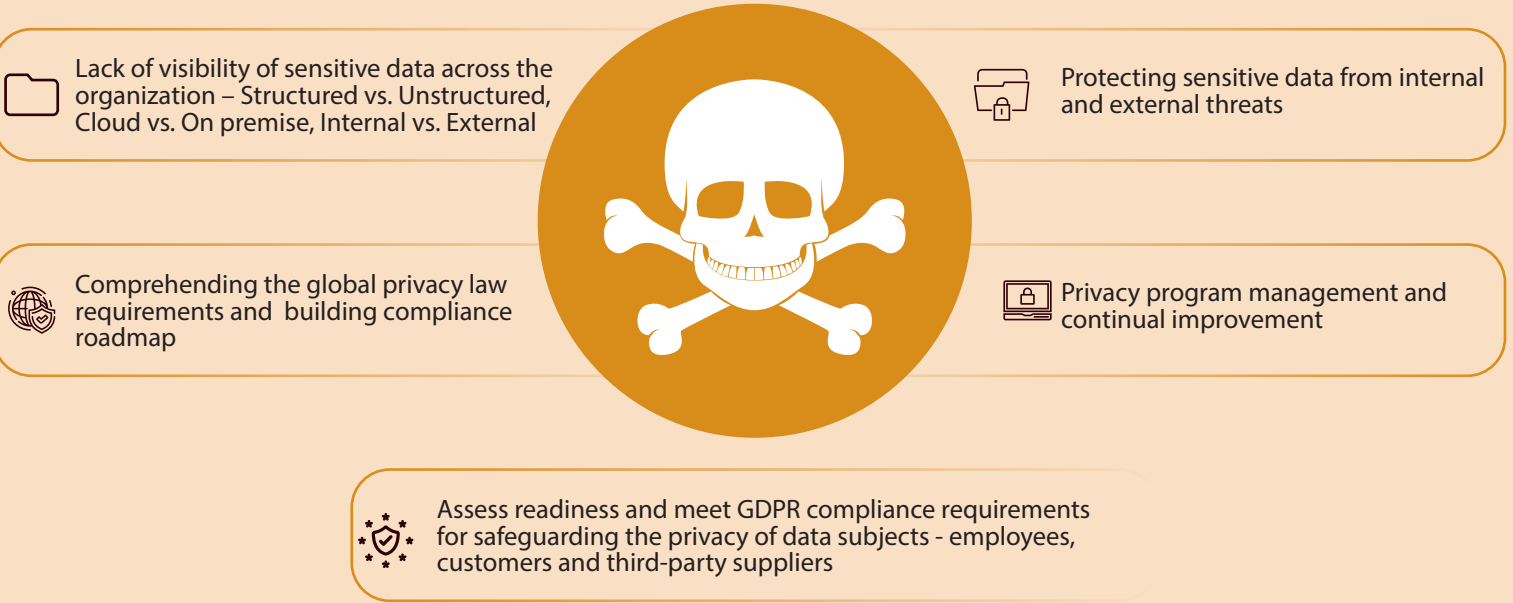 Lack of visibility of sensitive data across the
organization – Structured vs. Unstructured,
Cloud vs. On premise, Internal vs. External
Protecting sensitive data from internal
and external threats
Comprehending the global privacy law
requirements and  building compliance
roadmap
Privacy program management and
continual improvement
Assess readiness and meet GDPR compliance requirements
for safeguarding the privacy of data subjects - employees,
customers and third-party suppliers